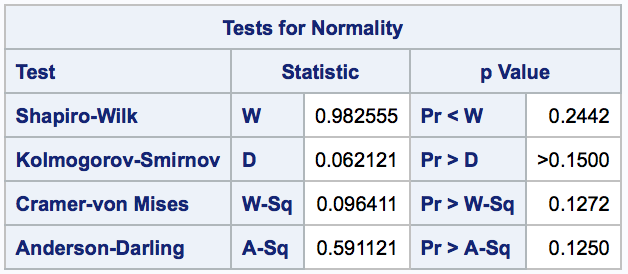 Tests for Normality
Test Statistic p Value
Shapiro-Wilk W 0.982555 Pr < W 0.2442
Kolmogorov-Smirnov D 0.062121 Pr > D >0.1500
Cramer-von Mises W-Sq 0.096411 Pr > W-Sq 0.1272
Anderson-Darling A-Sq 0.591121 Pr > A-Sq 0.1250